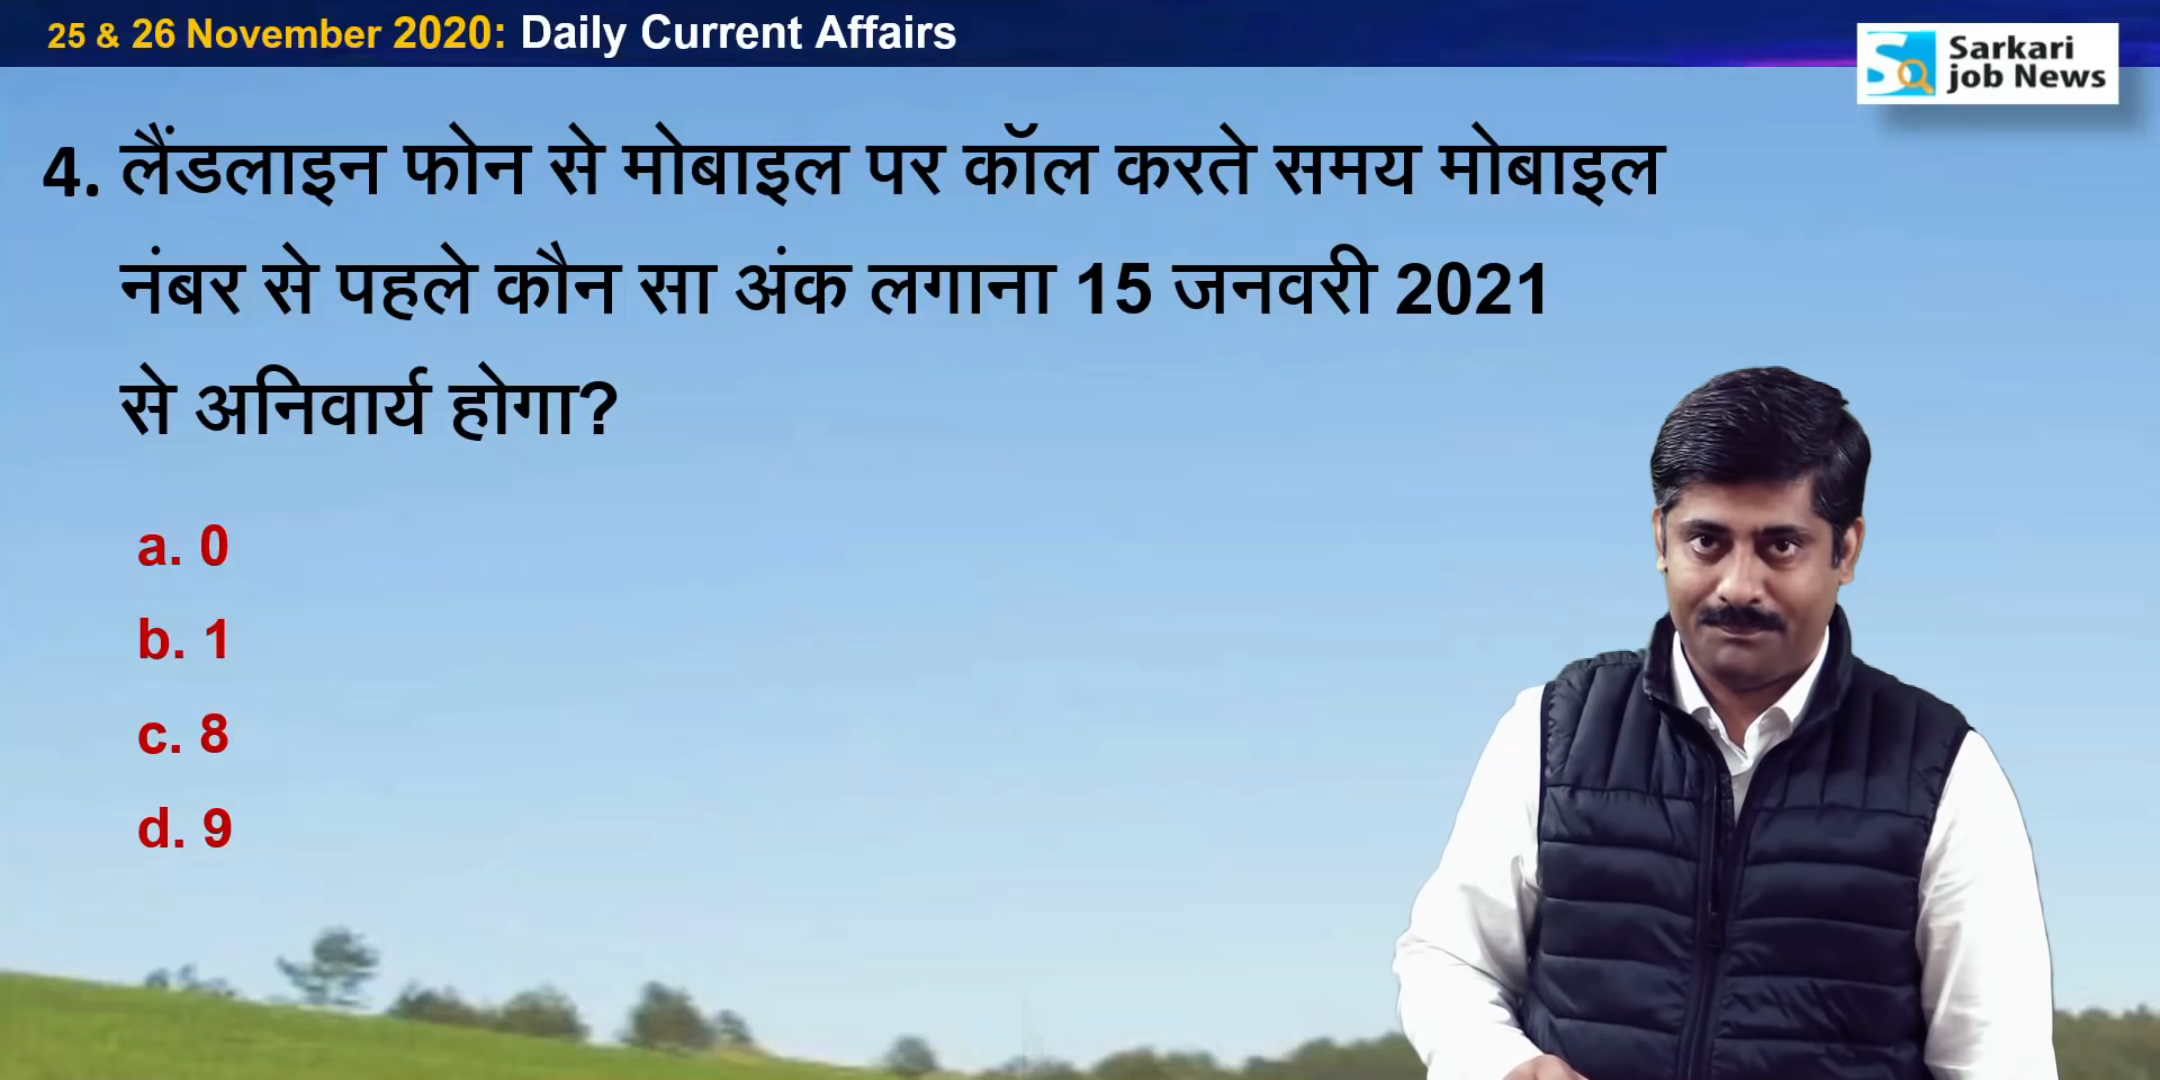 25 & 26 November 2020: Daily Current Affairs
Sarkari
job News
4. लैंडलाइन फोन से मोबाइल पर कॉल करते समय मोबाइल
नंबर से पहले कौन सा अंक लगाना 15 जनवरी 2021
से अनिवार्य होगा?
a. 0
b. 1
c. 8
d. 9